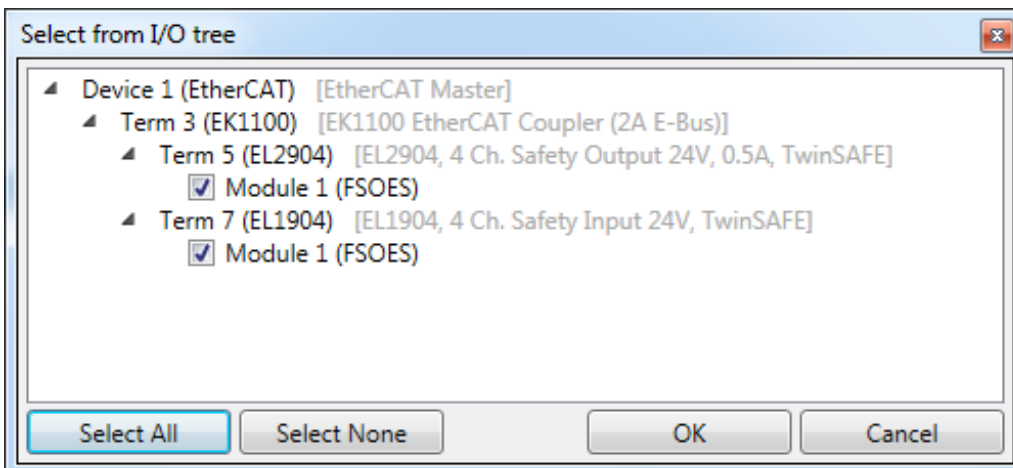 Select from I/O tree
Device 1 (EtherCAT) [EtherCAT Master]
Term 3 (EK1100) [EK1100 EtherCAT Coupler (2A E-Bus)]
Term 5 (EL2904) [EL2904, 4 Ch. Safety Output 24V, 0.5A, TwinSAFE]
Module 1 (FSOES)
Term 7 (EL1904) [EL1904, 4 Ch. Safety Input 24V, TwinSAFE]
Module 1 (FSOES)
Select All Select None OK Cancel